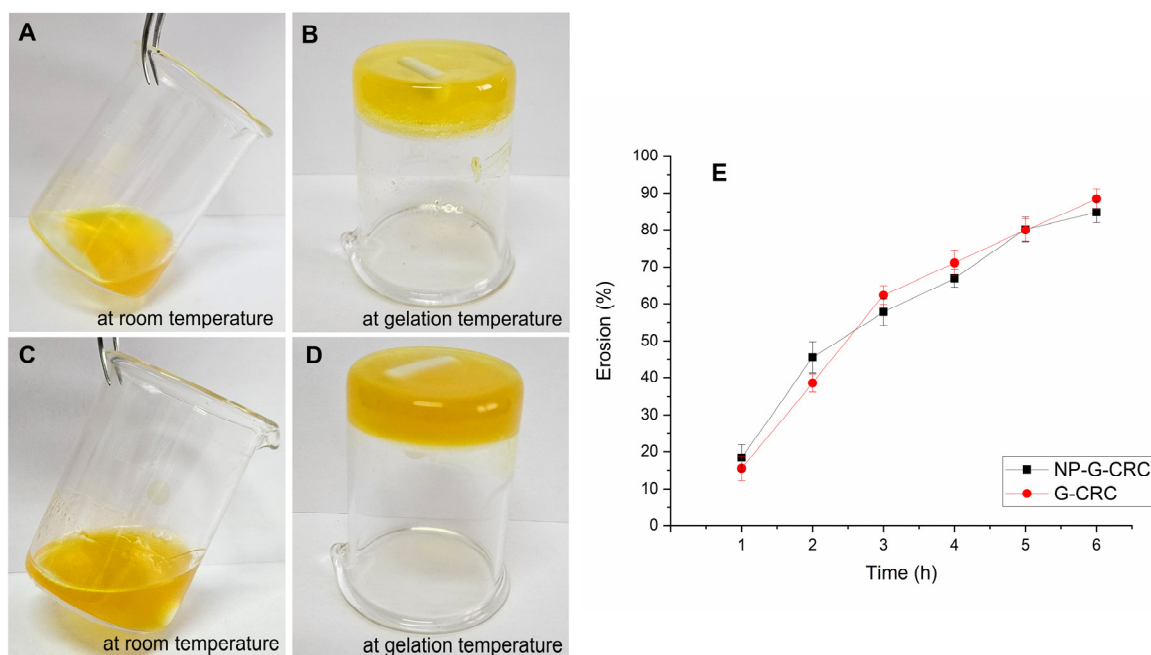 A
at room temperature
B
at gelation temperature
C
at room temperature
D
at gelation temperature
E
Erosion (%)
100
90
80
70
60
50
40
30
20
10
0
1 2 3 4 5 6
Time (h)
NP-G-CRC
G-CRC